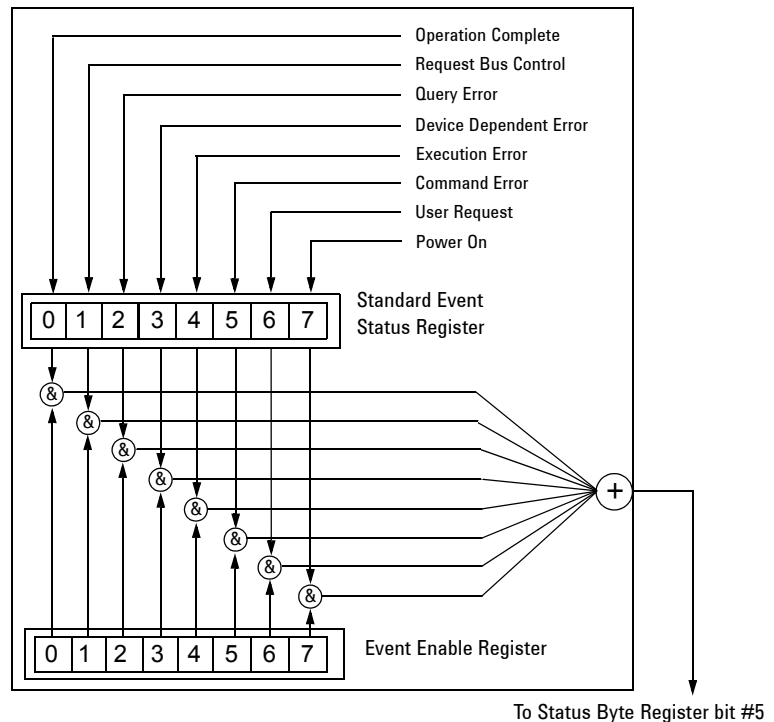 Operation Complete
Request Bus Control
Query Error
Device Dependent Error
Execution Error
Command Error
User Request
Power On
Standard Event
Status Register
0 1 2 3 4 5 6 7
&
&
&
&
&
&
&
&
+
0 1 2 3 4 5 6 7
Event Enable Register
To Status Byte Register bit #5